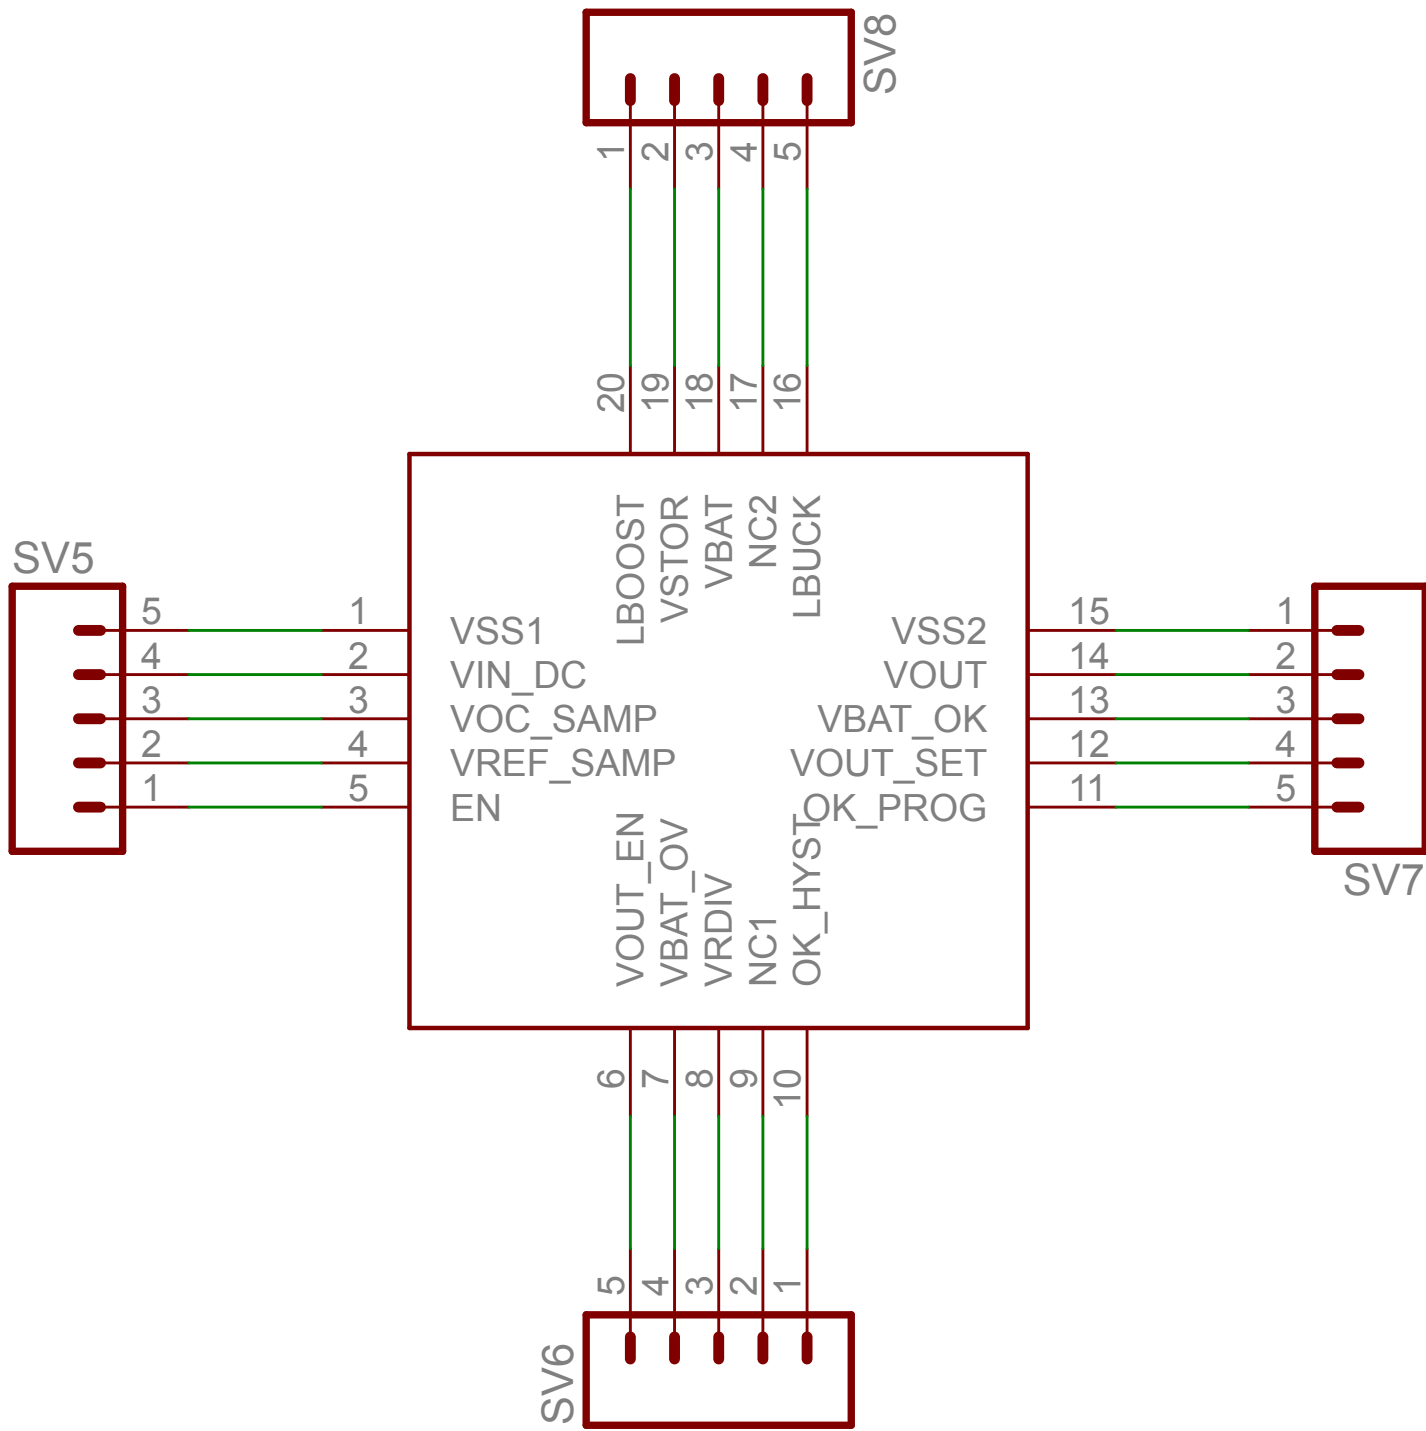 SV8
1 2 3 4 5
20 19 18 17 16
LBOOST VSTOR VBAT NC2 LBUCK
SV5
5 1 VSS1 VSS2 15 1
4 2 VIN_DC VOUT 14 2
3 3 VOC_SAMP VBAT_OK 13 3
2 4 VREF_SAMP VOUT_SET 12 4
1 5 EN OK_PROG 11 5
SV7
VOUT_EN VBAT_OV VRDIV NC1 OK_HYST
6 7 8 9 10
5 4 3 2 1
SV6